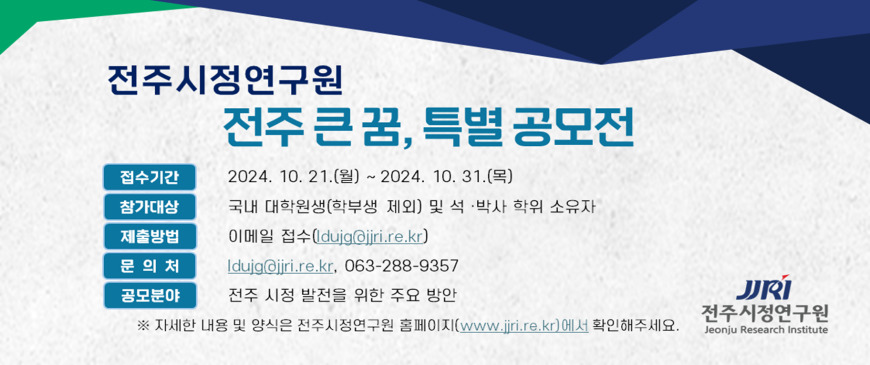 전주시정연구원
전주 큰 꿈, 특별 공모전
접수기간 2024. 10. 21.(월) ~ 2024. 10. 31.(목)
참가대상 국내 대학원생(학부생 제외) 및 석·박사 학위 소유자
제출방법 이메일 접수(ldujg@jjri.re.kr)
문 의 처 ldujg@jjri.re.kr, 063-288-9357
공모분야 전주 시정 발전을 위한 주요 방안
※ 자세한 내용 및 양식은 전주시정연구원 홈페이지(www.jjri.re.kr)에서 확인해주세요.
JJRI
전주시정연구원
Jeonju Research Institute